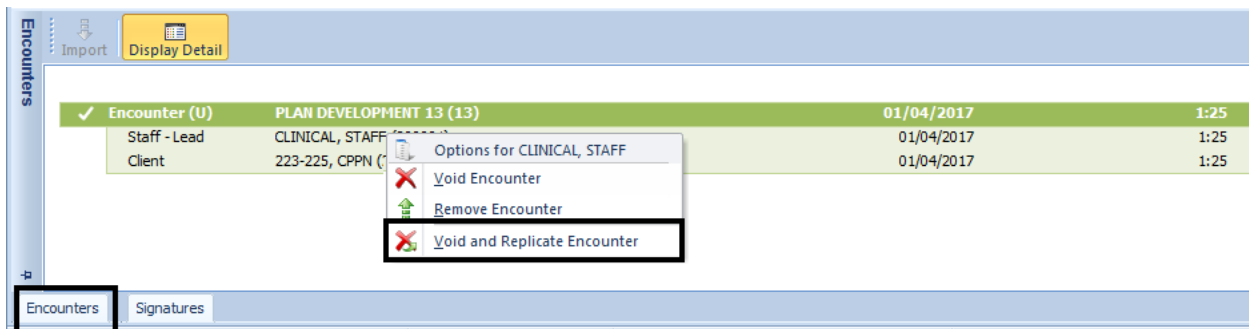 Encounters
Import
Display Detail
Encounter (U) PLAN DEVELOPMENT 13 (13) 01/04/2017 1:25
Staff - Lead CLINICAL, STAFF 01/04/2017 1:25
Client 223-225, CPPN ( 01/04/2017 1:25
Options for CLINICAL, STAFF
Void Encounter
Remove Encounter
Void and Replicate Encounter
Encounters Signatures